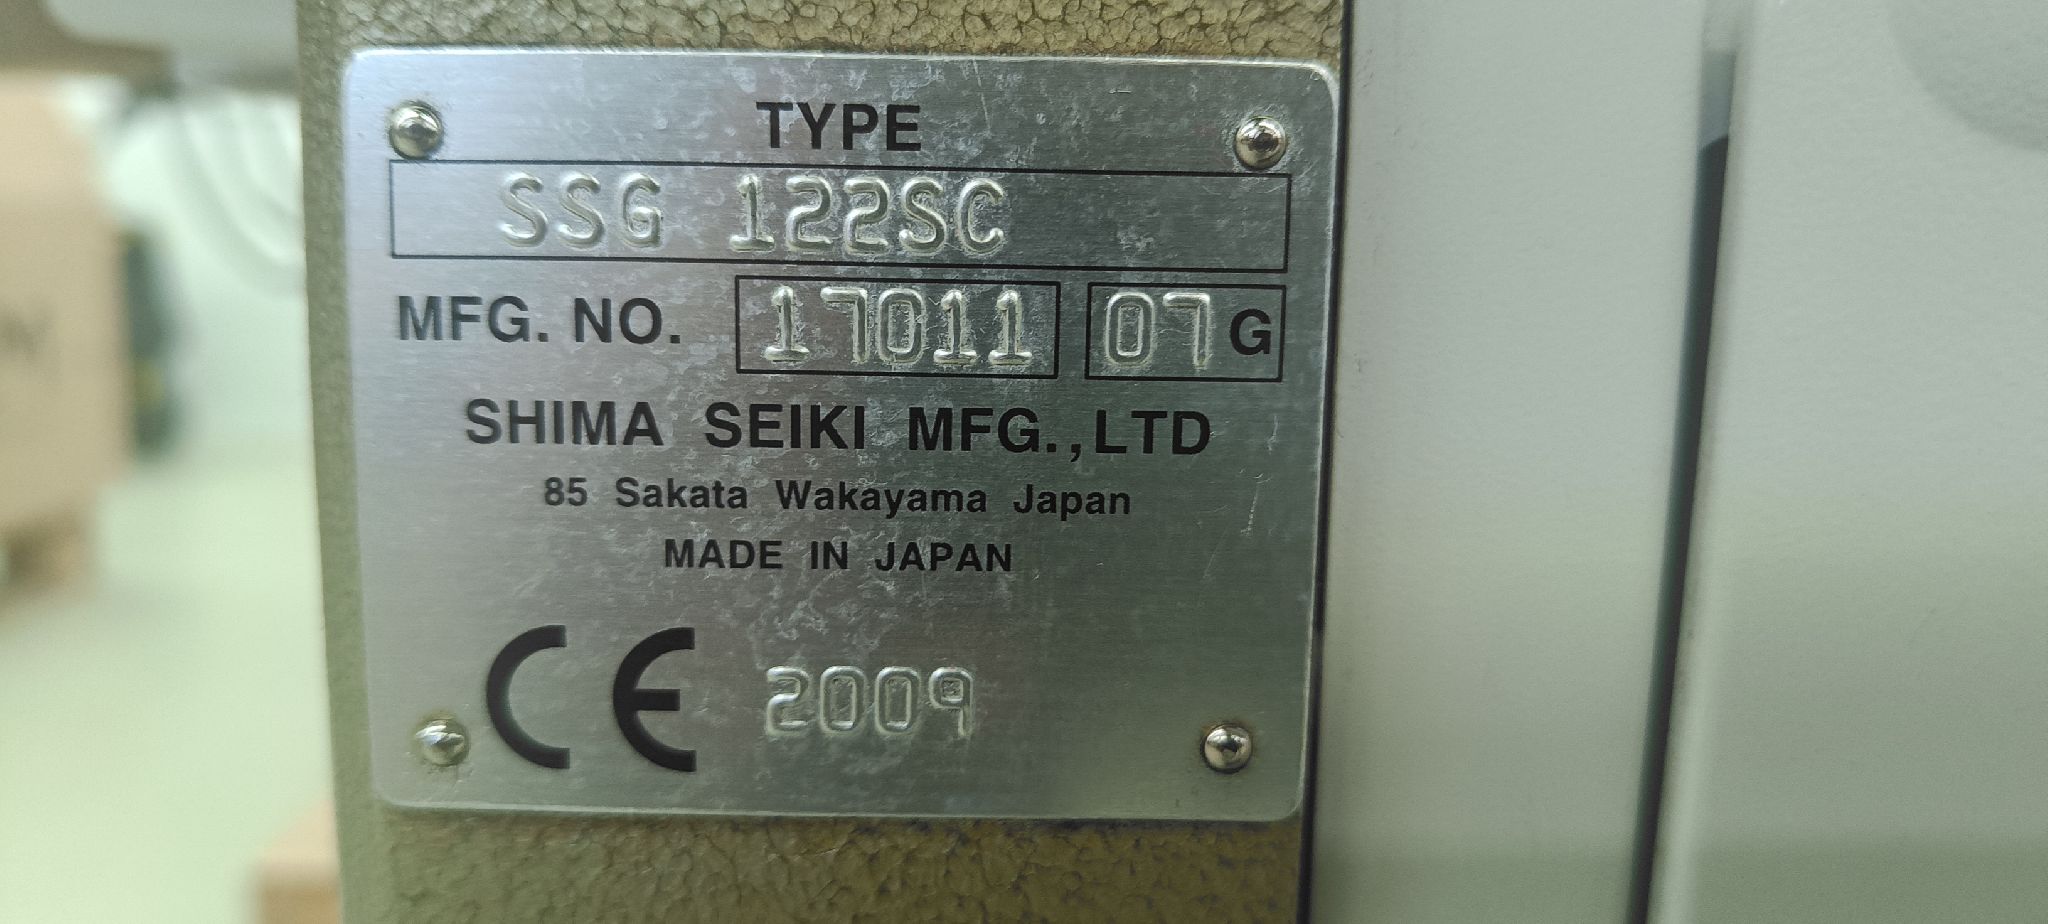 TYPE
SSG 122SC
MFG. NO. 17011 07 G
SHIMA SEIKI MFG.,LTD
85 Sakata Wakayama Japan
MADE IN JAPAN
CE 2009